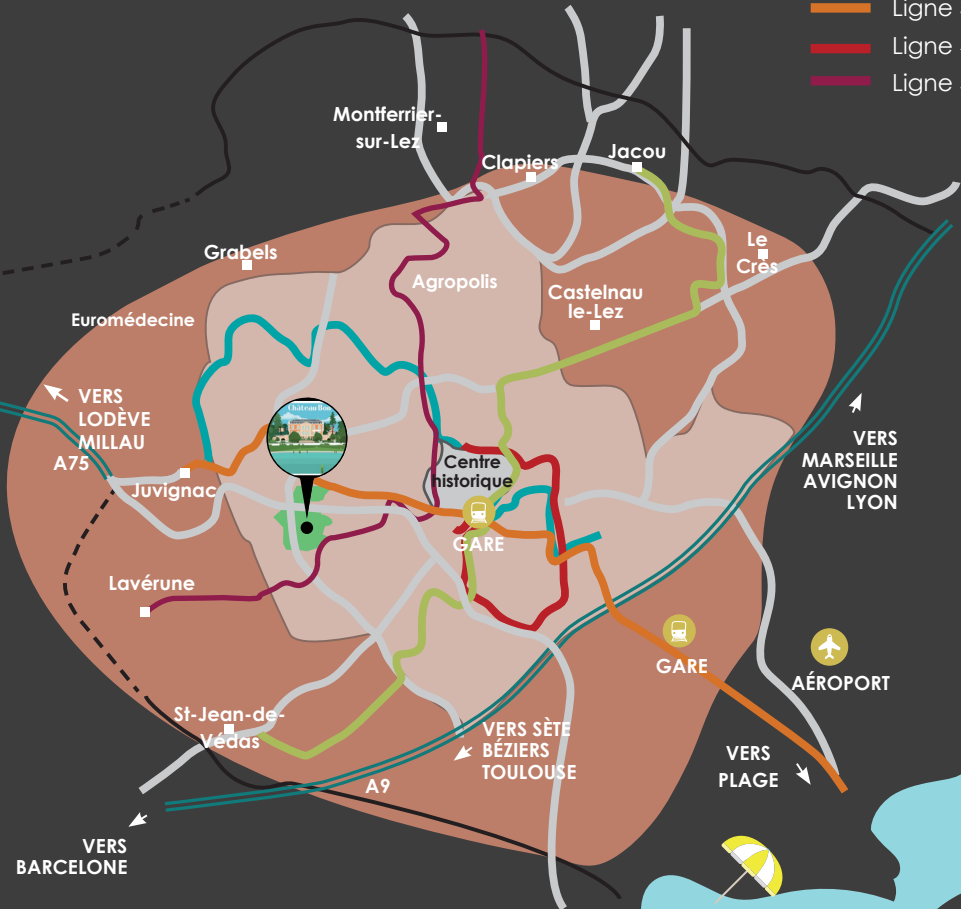 Ligne
Ligne
Ligne
Montferrier-
sur-Lez
Clapiers
Jacou
Grabels
Le
Crès
Agropolis
Castelnau
le-Lez
Euromédecine
VERS
LODÈVE
MILLAU
A75
Château Bon
Juvignac
Centre
historique
VERS
MARSEILLE
AVIGNON
LYON
GARE
Lavérune
GARE
AÉROPORT
St-Jean-de-
Védas
VERS SÈTE
BÉZIERS
TOULOUSE
VERS
PLAGE
A9
VERS
BARCELONE